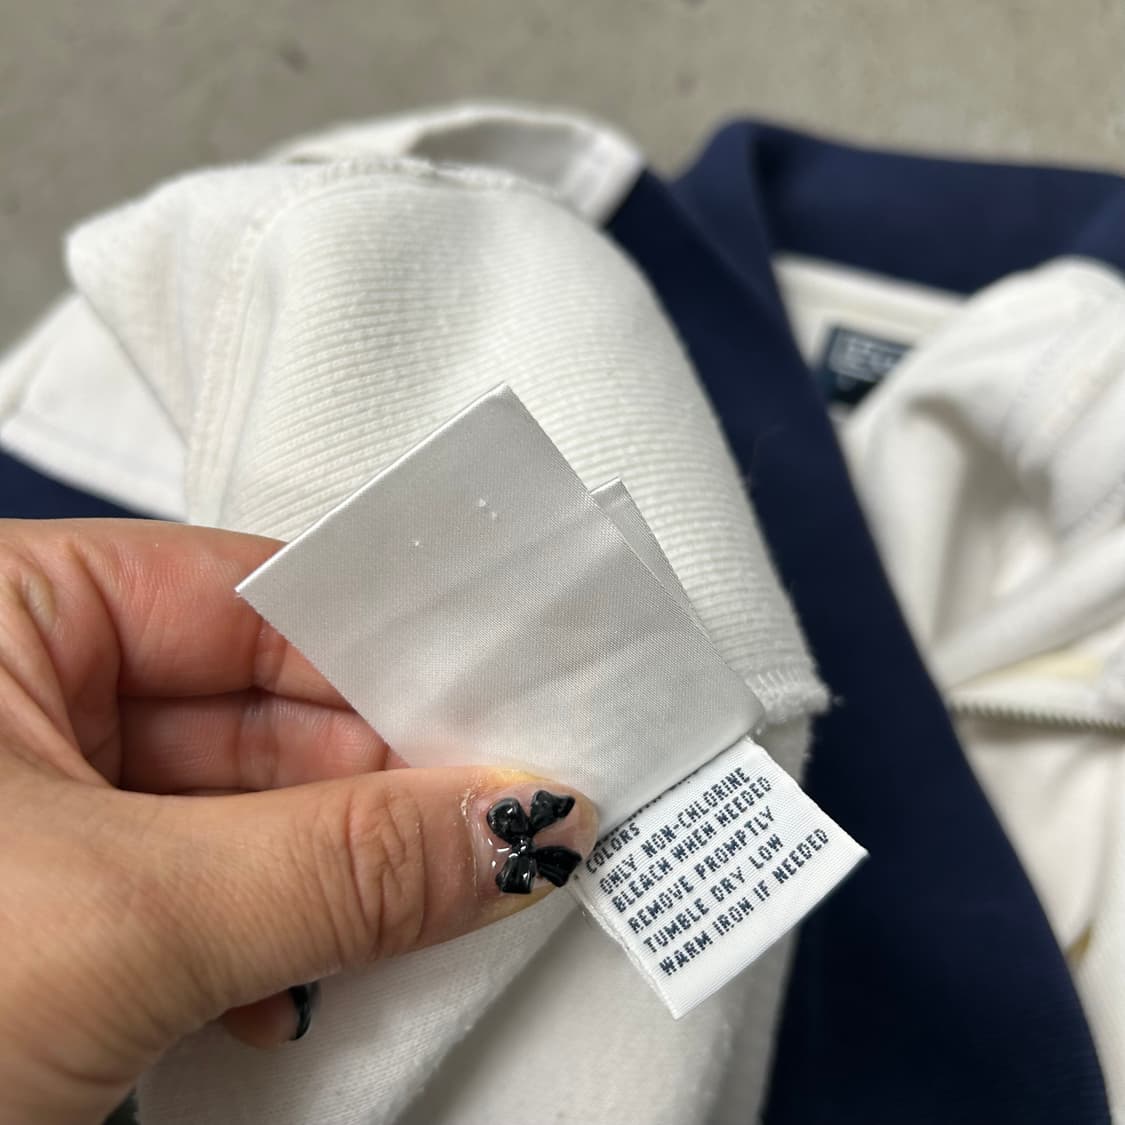 COLORS
ONLY NON-CHLORINE
BLEACH WHEN NEEDED
REMOVE PROMPTLY
TUMBLE DRY LOW
WARM IRON IF NEEDED